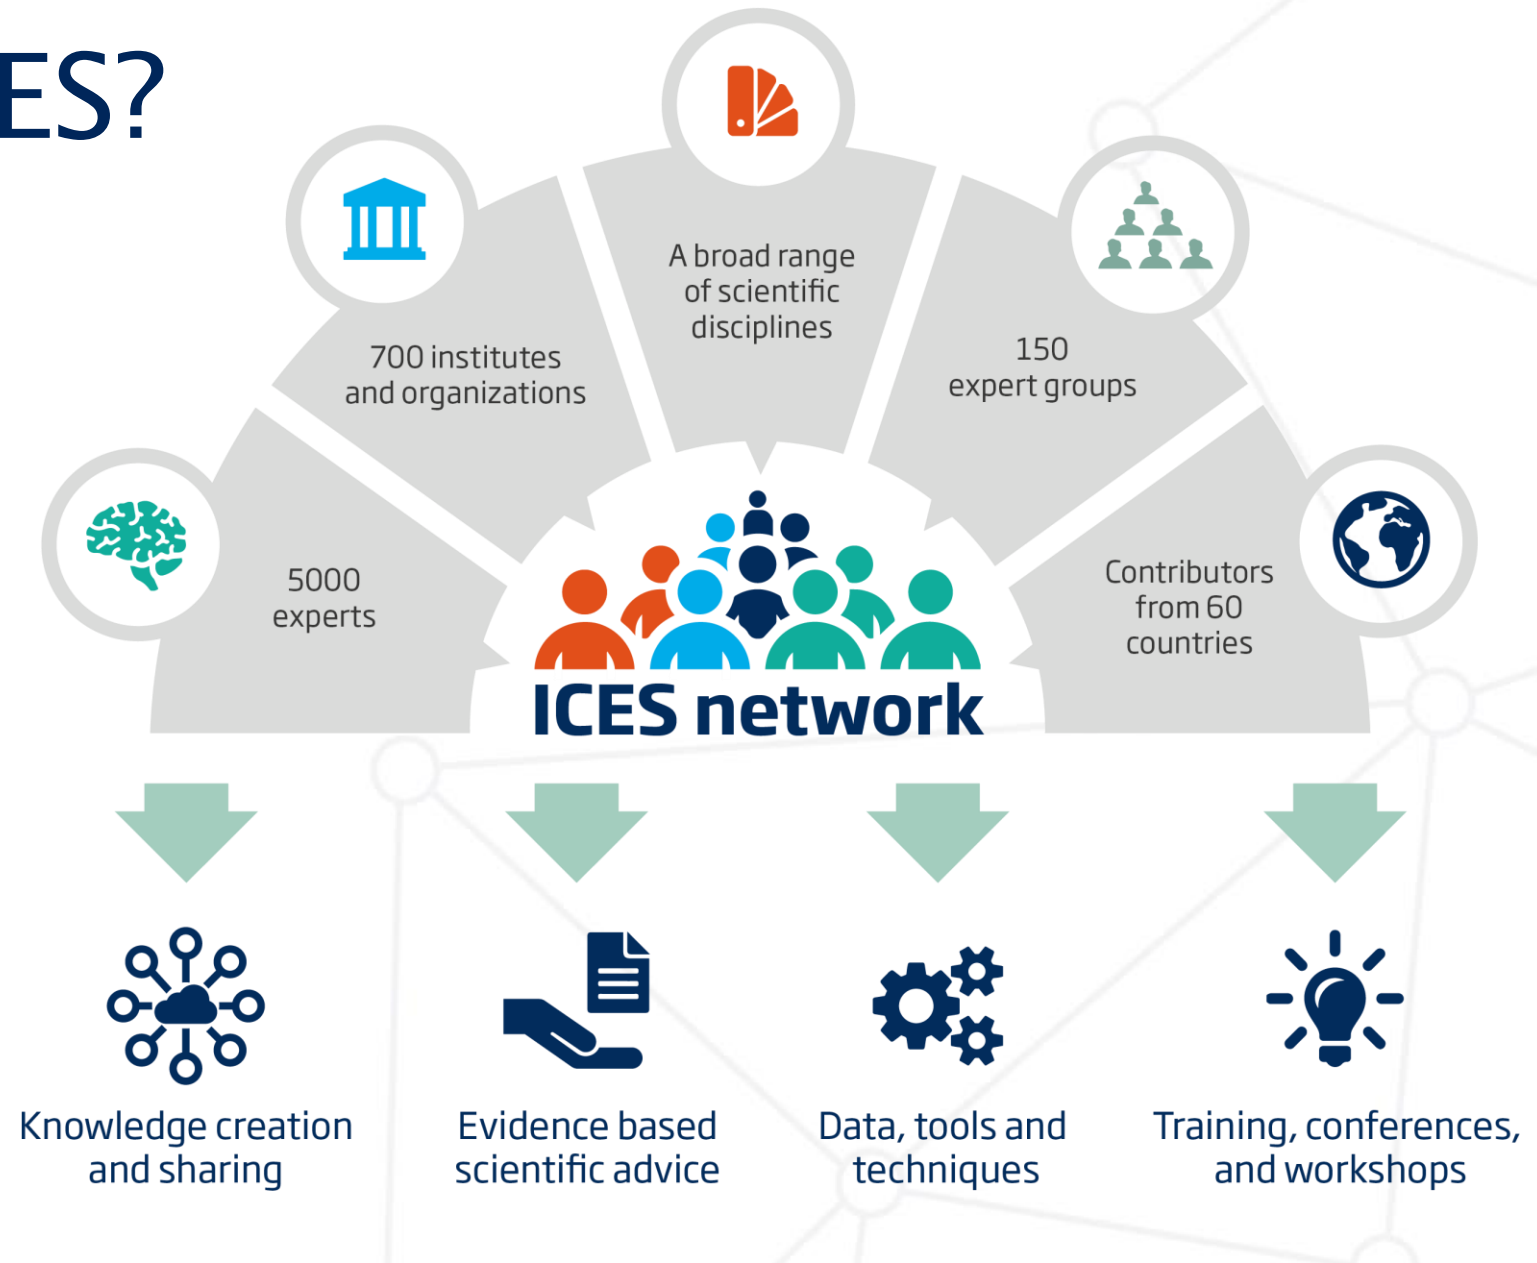 ES?
A broad range
of scientific
disciplines
700 institutes
and organizations
150
expert groups
5000
experts
Contributors
from 60
countries
ICES network
Knowledge creation
and sharing
Evidence based
scientific advice
Data, tools and
techniques
Training, conferences,
and workshops